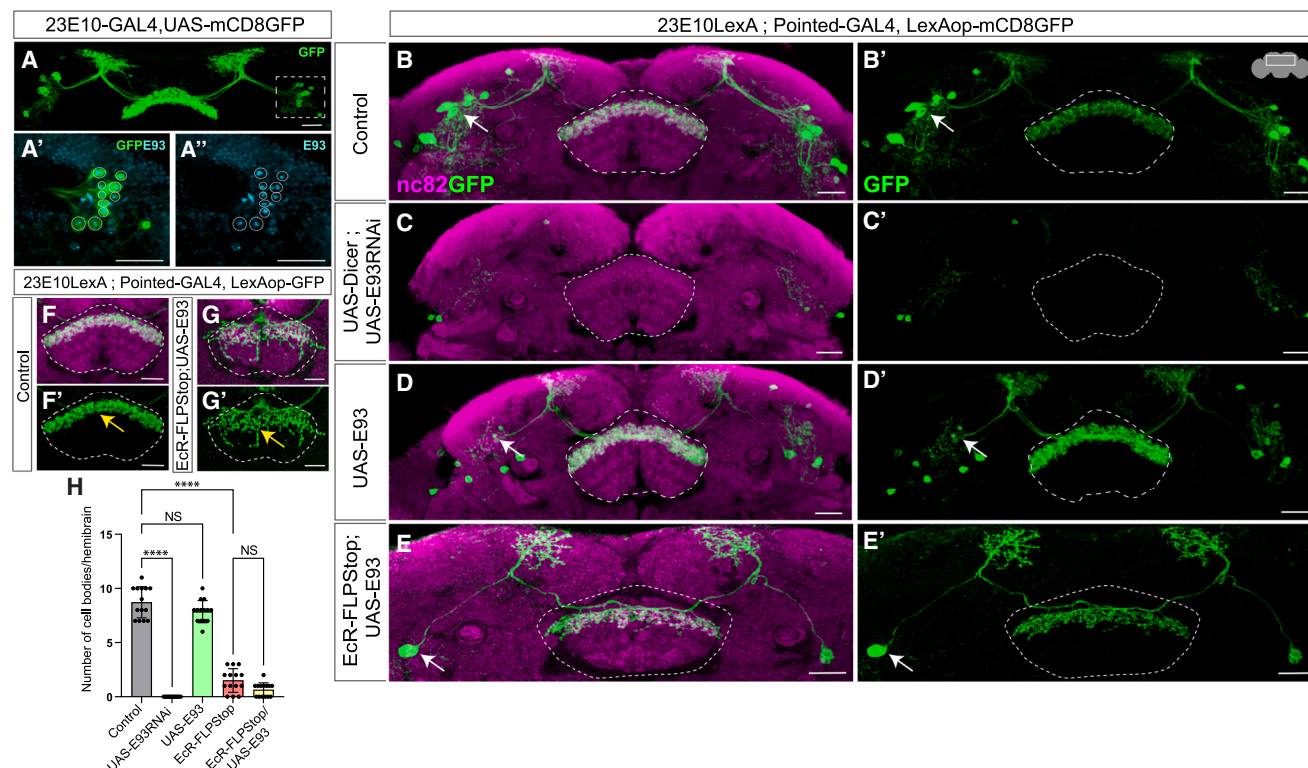 23E10-GAL4,UAS-mCD8GFP
A
GFP
A'
GFPE93
A''
E93
23E10LexA ; Pointed-GAL4, LexAop-GFP
Control
F
F'
EcR-FLPStop;UAS-E93
G
G'
H
Number of cell bodies/hemibrain
15
10
5
0
****
NS
****
NS
Control
UAS-E93RNAi
UAS-E93
EcR-FLPStop
EcR-FLPStop/
UAS-E93
23E10LexA ; Pointed-GAL4, LexAop-mCD8GFP
Control
B
nc82GFP
B'
GFP
UAS-Dicer ;
UAS-E93RNAi
C
C'
UAS-E93
D
D'
EcR-FLPStop;
UAS-E93
E
E'